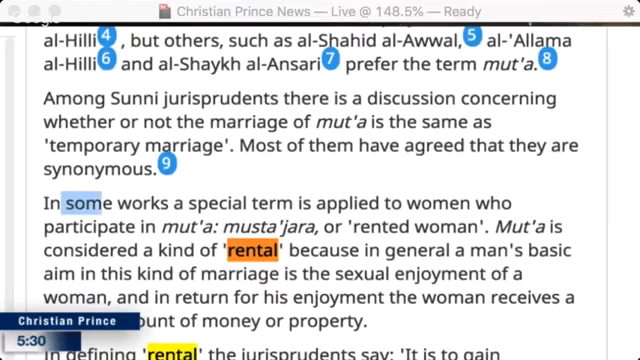 Christian Prince News — Live @ 148.5% — Ready
al-Hilli4 , but others, such as al-Shahid al-Awwal,5 al-'Allama
al-Hilli6 and al-Shaykh al-Ansari7 prefer the term mut'a.8
Among Sunni jurisprudents there is a discussion concerning
whether or not the marriage of mut'a is the same as
'temporary marriage'. Most of them have agreed that they are
synonymous.9
In some works a special term is applied to women who
participate in mut'a: musta'jara, or 'rented woman'. Mut'a is
considered a kind of 'rental' because in general a man's basic
aim in this kind of marriage is the sexual enjoyment of a
woman, and in return for his enjoyment the woman receives a
ount of money or property.
Christian Prince
5:30
In defining 'rental' the jurisprudents say: 'It is to gain